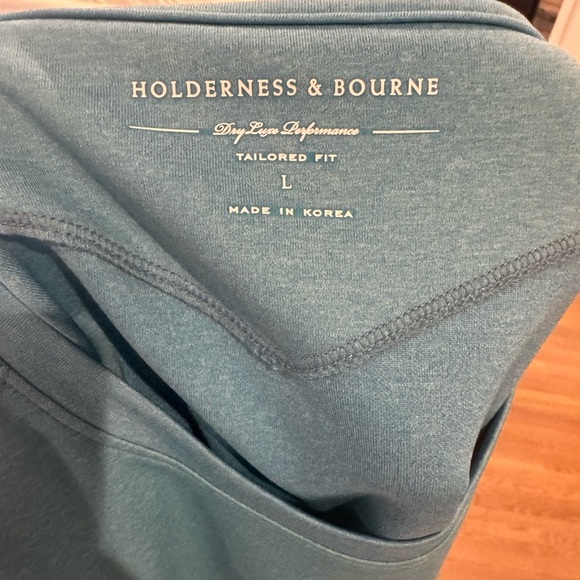 HOLDERNESS & BOURNE
Dry Luxe Performance
TAILORED FIT
L
MADE IN KOREA